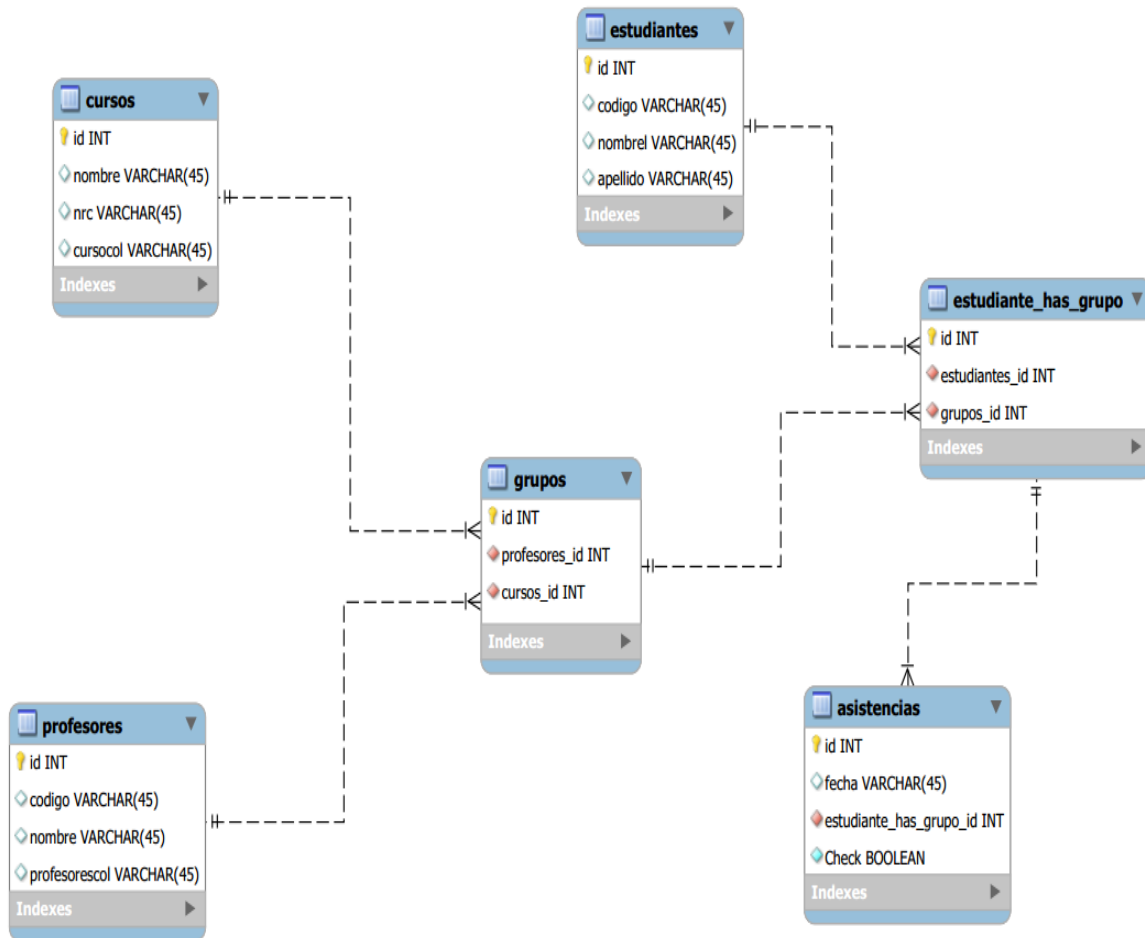 estudiantes
id INT
codigo VARCHAR(45)
nombrel VARCHAR(45)
apellido VARCHAR(45)
Indexes
cursos
id INT
nombre VARCHAR(45)
nrc VARCHAR(45)
cursocol VARCHAR(45)
Indexes
estudiante_has_grupo
id INT
estudiantes_id INT
grupos_id INT
Indexes
grupos
id INT
profesores_id INT
cursos_id INT
Indexes
profesores
id INT
codigo VARCHAR(45)
nombre VARCHAR(45)
profesorescol VARCHAR(45)
Indexes
asistencias
id INT
fecha VARCHAR(45)
estudiante_has_grupo_id INT
Check BOOLEAN
Indexes